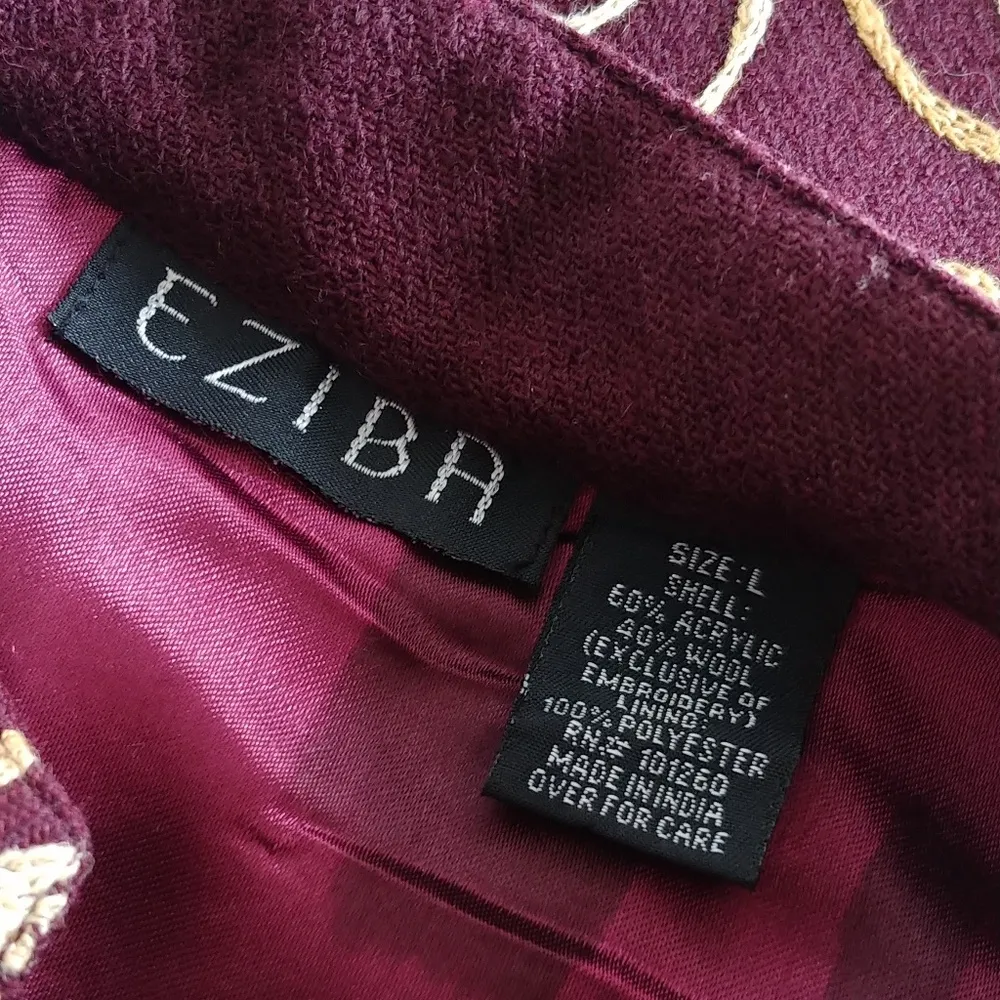 EZIBA
SIZE:L
SHELL:
60% ACRYLIC
40% WOOL
(EXCLUSIVE OF
EMBROIDERY)
LINING:
100% POLYESTER
RN.# 101260
MADE IN INDIA
OVER FOR CARE